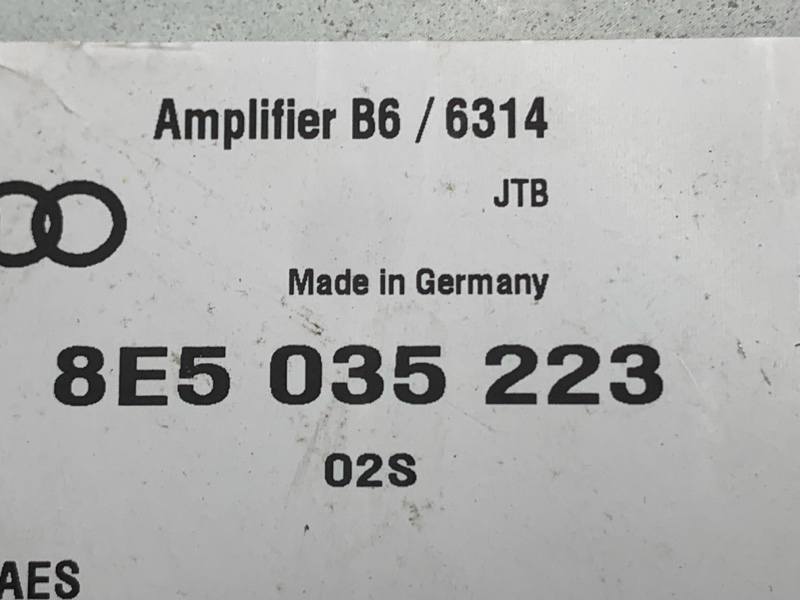 Amplifier B6 / 6314
JTB
Made in Germany
8E5 035 223
02S
AES